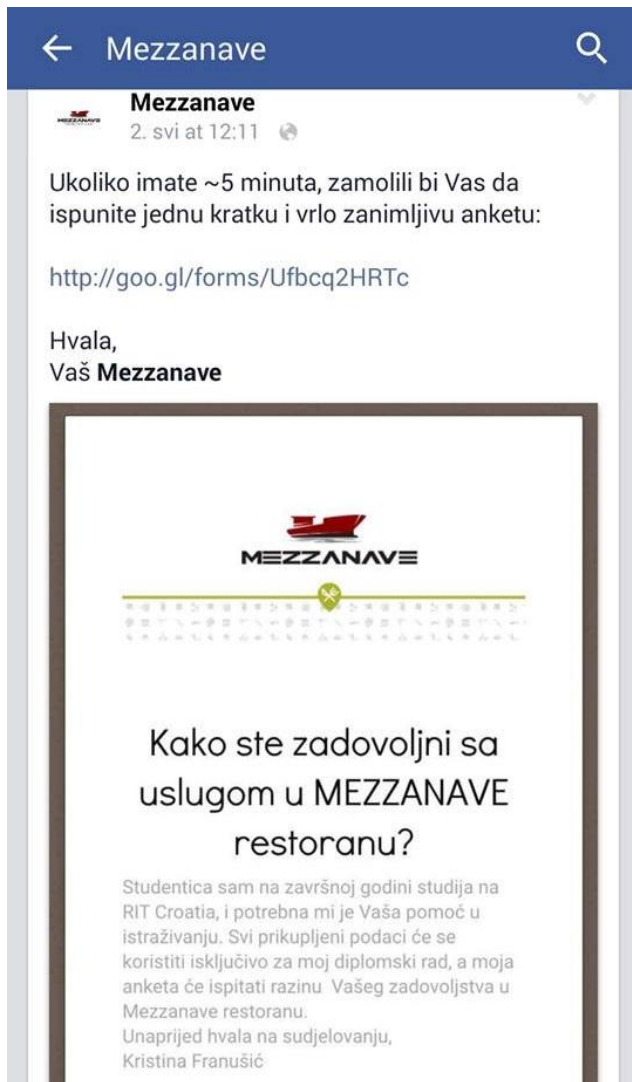 Mezzanave
Mezzanave
2. svi at 12:11
Ukoliko imate ~5 minuta, zamolili bi Vas da
ispunite jednu kratku i vrlo zanimljivu anketu:
http://goo.gl/forms/Ufbcq2HRTc
Hvala,
Vaš Mezzanave
MEZZANAVE
Kako ste zadovoljni sa
uslugom u MEZZANAVE
restoranu?
Studentica sam na završnoj godini studija na
RIT Croatia, i potrebna mi je Vaša pomoć u
istraživanju. Svi prikupljeni podaci će se
koristiti isključivo za moj diplomski rad, a moja
anketa će ispitati razinu  Vašeg zadovoljstva u
Mezzanave restoranu.
Unaprijed hvala na sudjelovanju,
Kristina Franušić